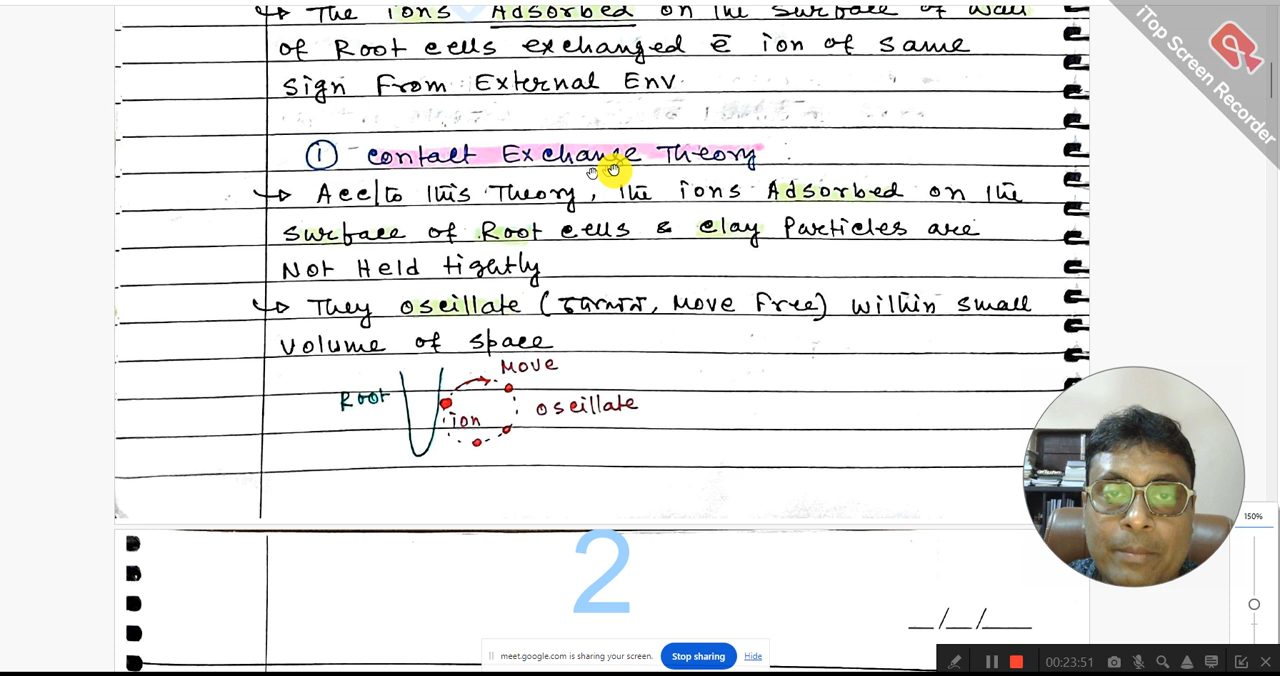 ↳ The ions Adsorbed on the surface of wall
of Root cells exchanged ē ion of same
sign From External Env.
① contact Exchange Theory
↳ Acc/to this Theory, the ions Adsorbed on the
surface of Root cells & clay Particles are
Not Held tightly
↳ They oscillate ( , Move Free) within small
volume of space
Move
Root
ion
oscillate
2
_/_/_
meet.google.com is sharing your screen.
Stop sharing
Hide
00:23:51
150%
iTop Screen Recorder